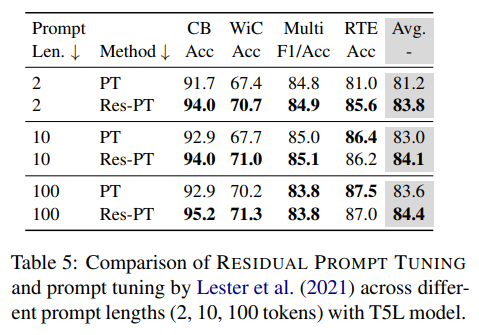 Prompt CB WiC Multi RTE Avg.
Len. ↓ Method ↓ Acc Acc F1/Acc Acc -
2 PT 91.7 67.4 84.8 81.0 81.2
2 Res-PT 94.0 70.7 84.9 85.6 83.8
10 PT 92.9 67.7 85.0 86.4 83.0
10 Res-PT 94.0 71.0 85.1 86.2 84.1
100 PT 92.9 70.2 83.8 87.5 83.6
100 Res-PT 95.2 71.3 83.8 87.0 84.4
Table 5: Comparison of RESIDUAL PROMPT TUNING
and prompt tuning by Lester et al. (2021) across differ-
ent prompt lengths (2, 10, 100 tokens) with T5L model.